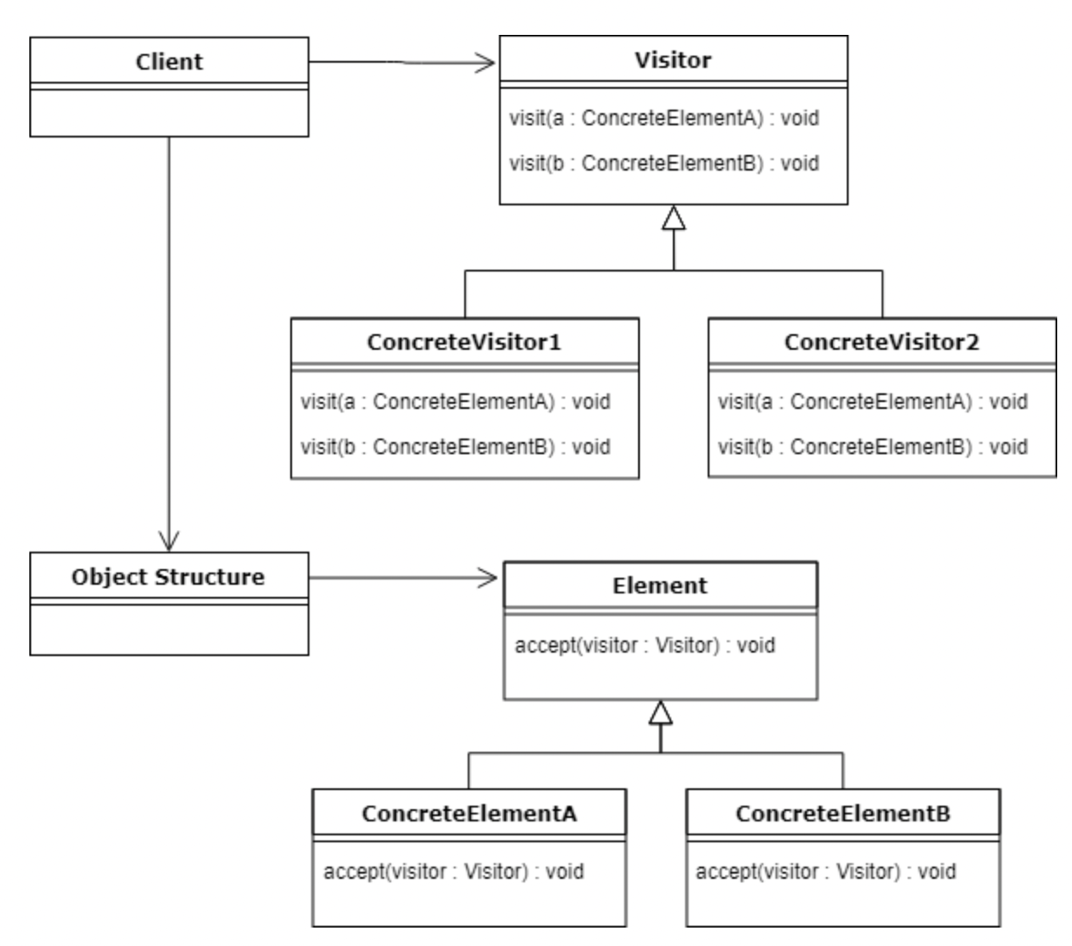 Client
Visitor
visit(a : ConcreteElementA) : void
visit(b : ConcreteElementB) : void
ConcreteVisitor1
visit(a : ConcreteElementA) : void
visit(b : ConcreteElementB) : void
ConcreteVisitor2
visit(a : ConcreteElementA) : void
visit(b : ConcreteElementB) : void
Object Structure
Element
accept(visitor : Visitor) : void
ConcreteElementA
accept(visitor : Visitor) : void
ConcreteElementB
accept(visitor : Visitor) : void